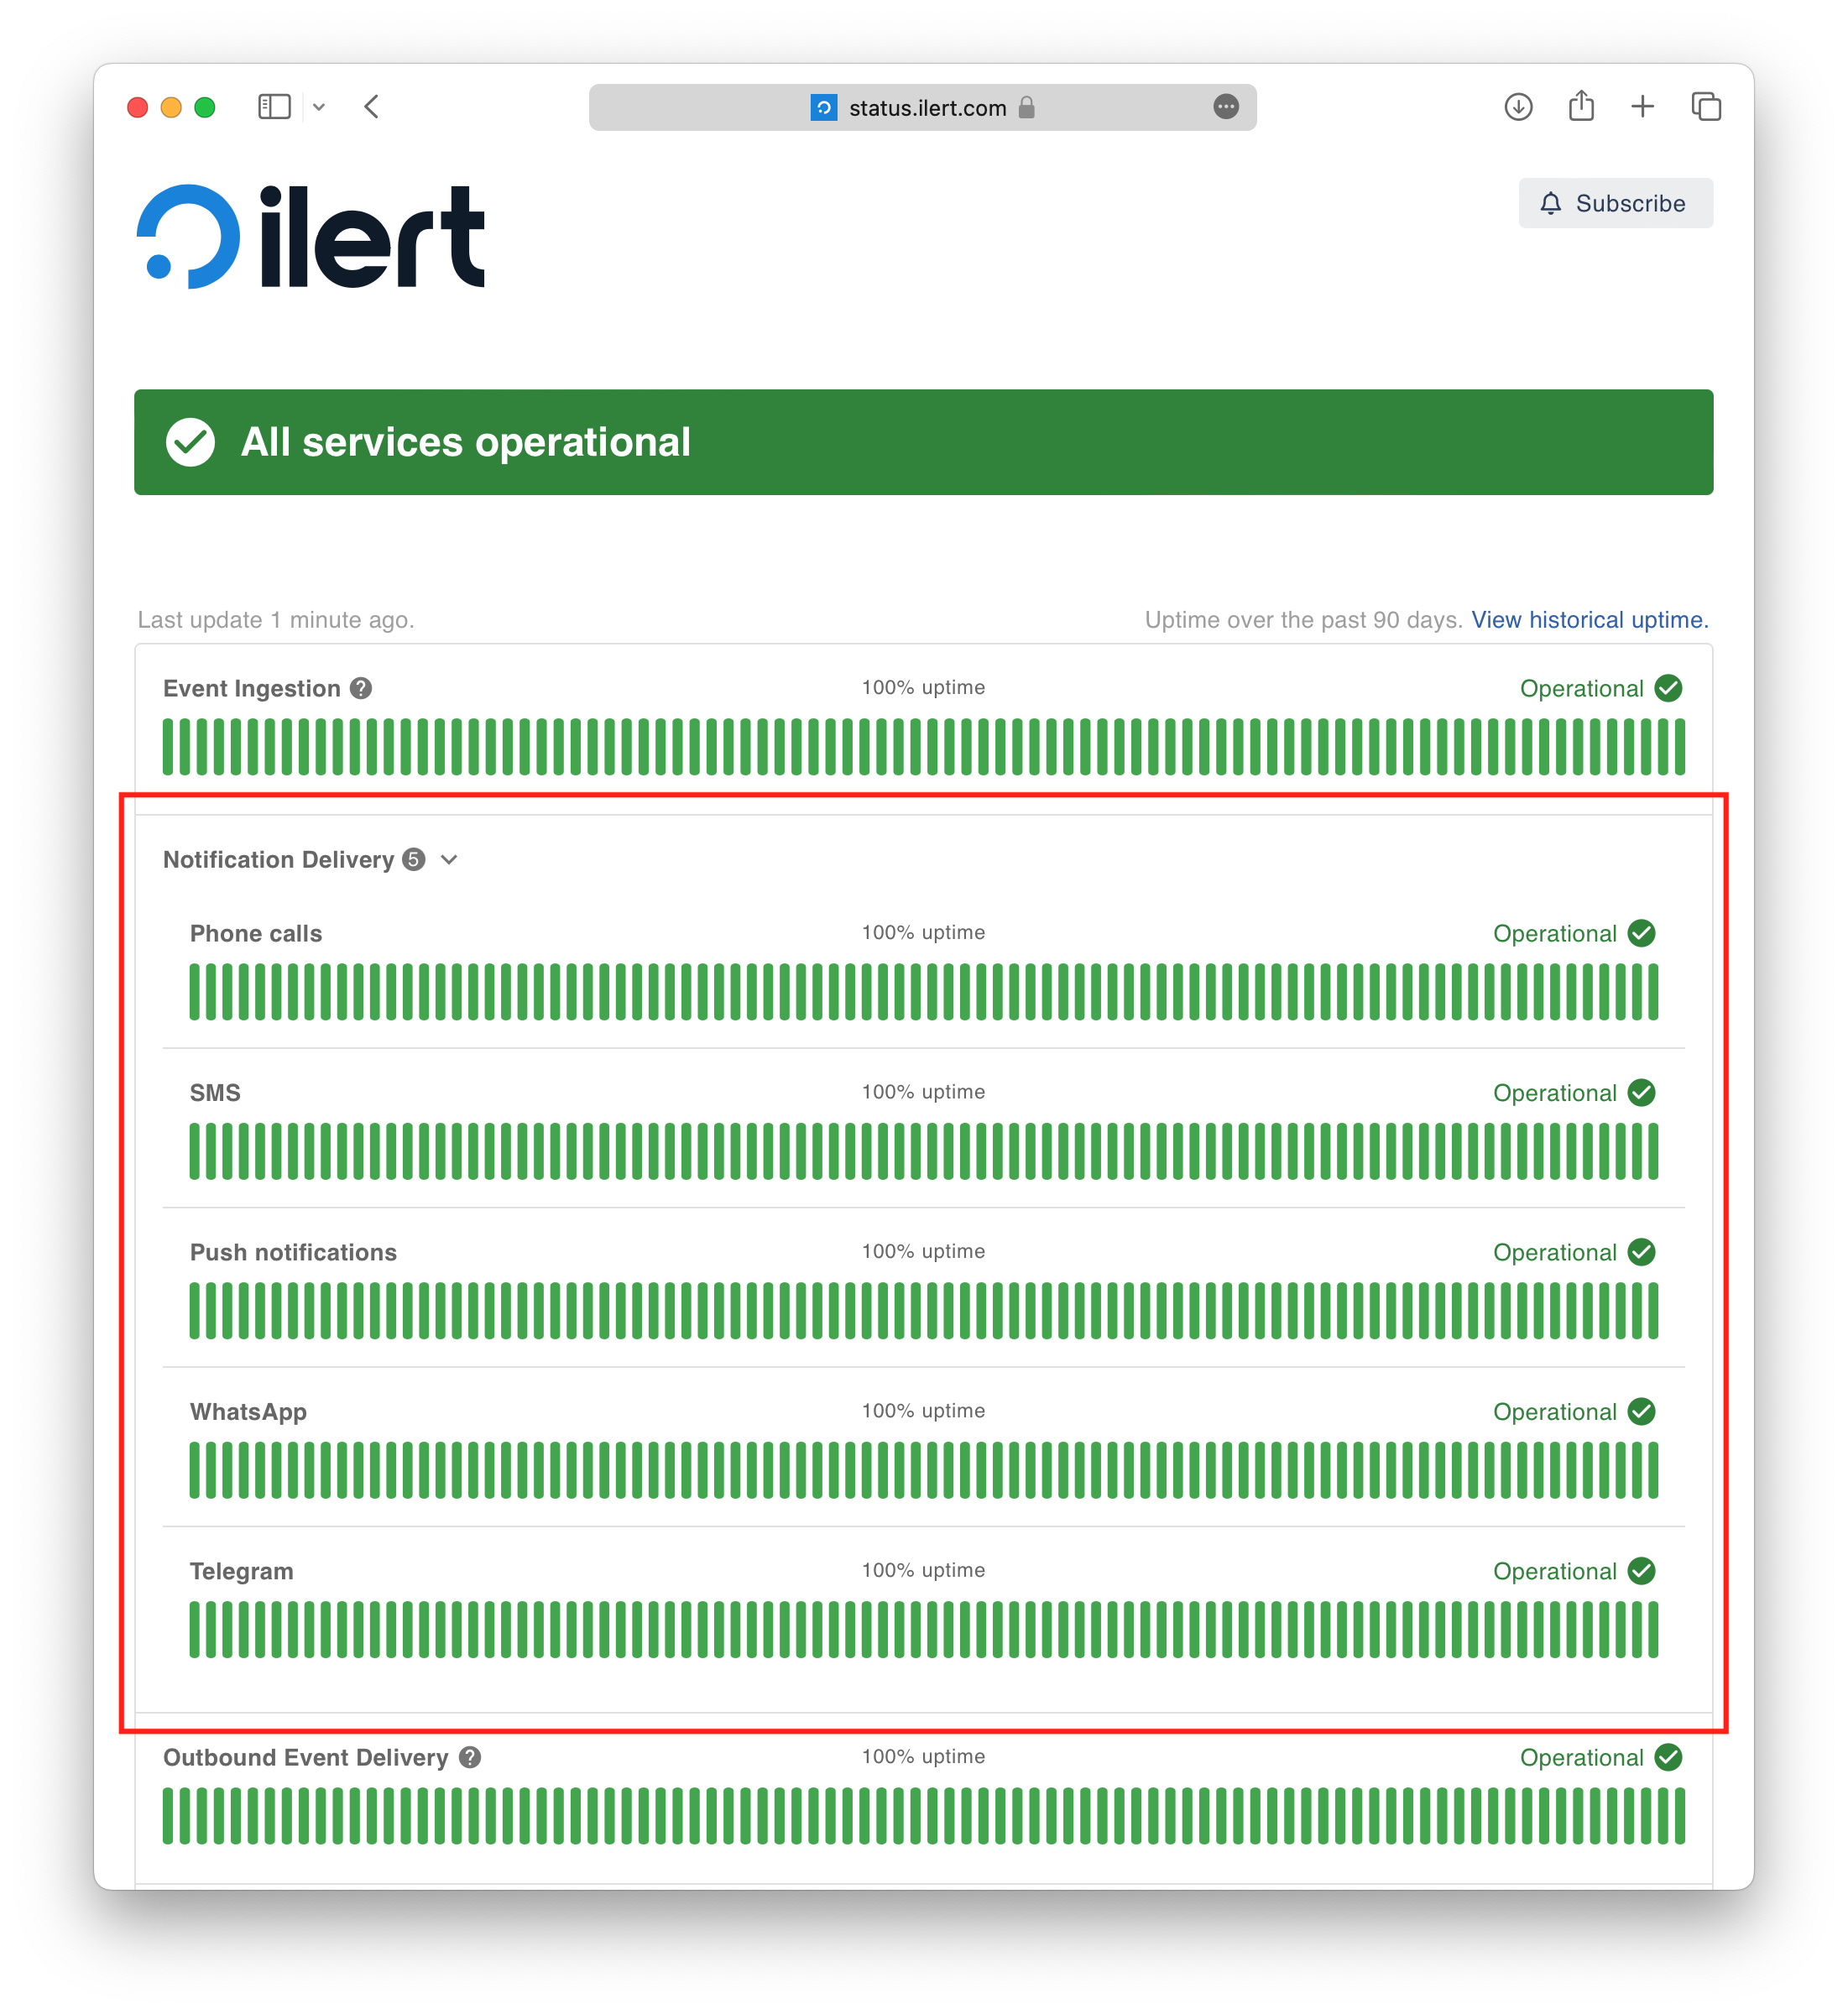 status.ilert.com
ilert
Subscribe
All services operational
Last update 1 minute ago.
Uptime over the past 90 days. View historical uptime.
Event Ingestion ? 100% uptime Operational
Notification Delivery 5
Phone calls 100% uptime Operational
SMS 100% uptime Operational
Push notifications 100% uptime Operational
WhatsApp 100% uptime Operational
Telegram 100% uptime Operational
Outbound Event Delivery ? 100% uptime Operational